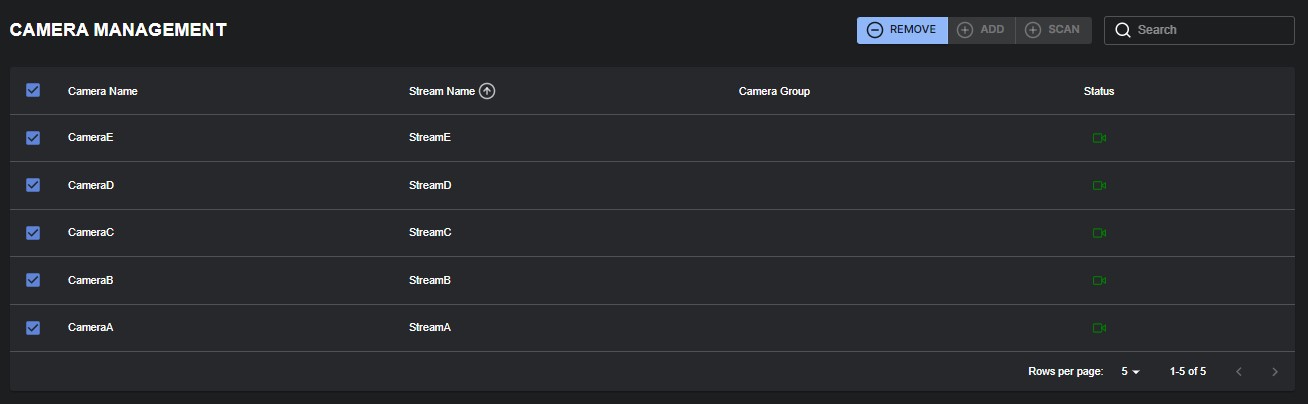 CAMERA MANAGEMENT REMOVE ADD SCAN Search
Camera Name Stream Name Camera Group Status
CameraE StreamE
CameraD StreamD
CameraC StreamC
CameraB StreamB
CameraA StreamA
Rows per page: 5 1-5 of 5